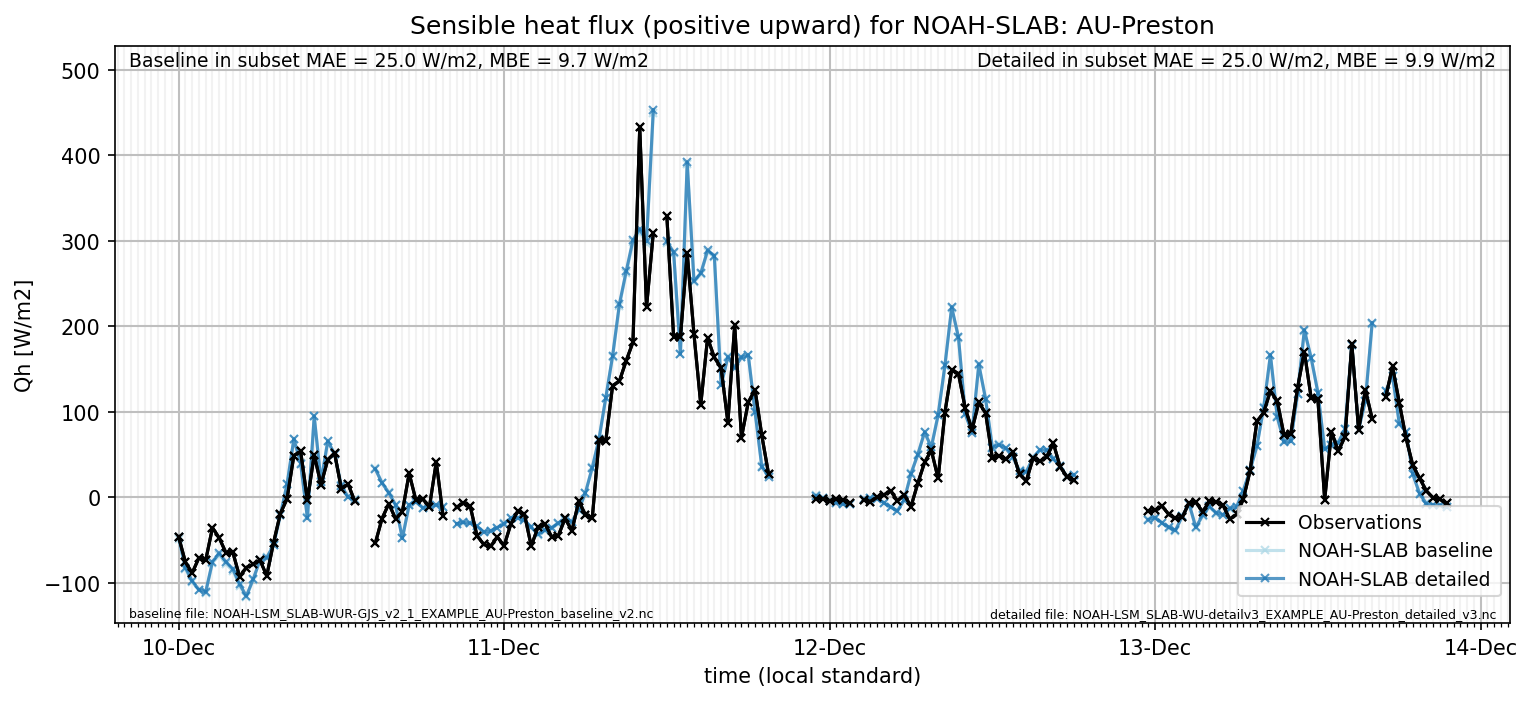 Sensible heat flux (positive upward) for NOAH-SLAB: AU-Preston
Baseline in subset MAE = 25.0 W/m2, MBE = 9.7 W/m2
Detailed in subset MAE = 25.0 W/m2, MBE = 9.9 W/m2
500
400
300
200
100
0
−100
Qh [W/m2]
Observations
NOAH-SLAB baseline
NOAH-SLAB detailed
baseline file: NOAH-LSM_SLAB-WUR-GJS_v2_1_EXAMPLE_AU-Preston_baseline_v2.nc
detailed file: NOAH-LSM_SLAB-WU-detailv3_EXAMPLE_AU-Preston_detailed_v3.nc
10-Dec
11-Dec
12-Dec
13-Dec
14-Dec
time (local standard)